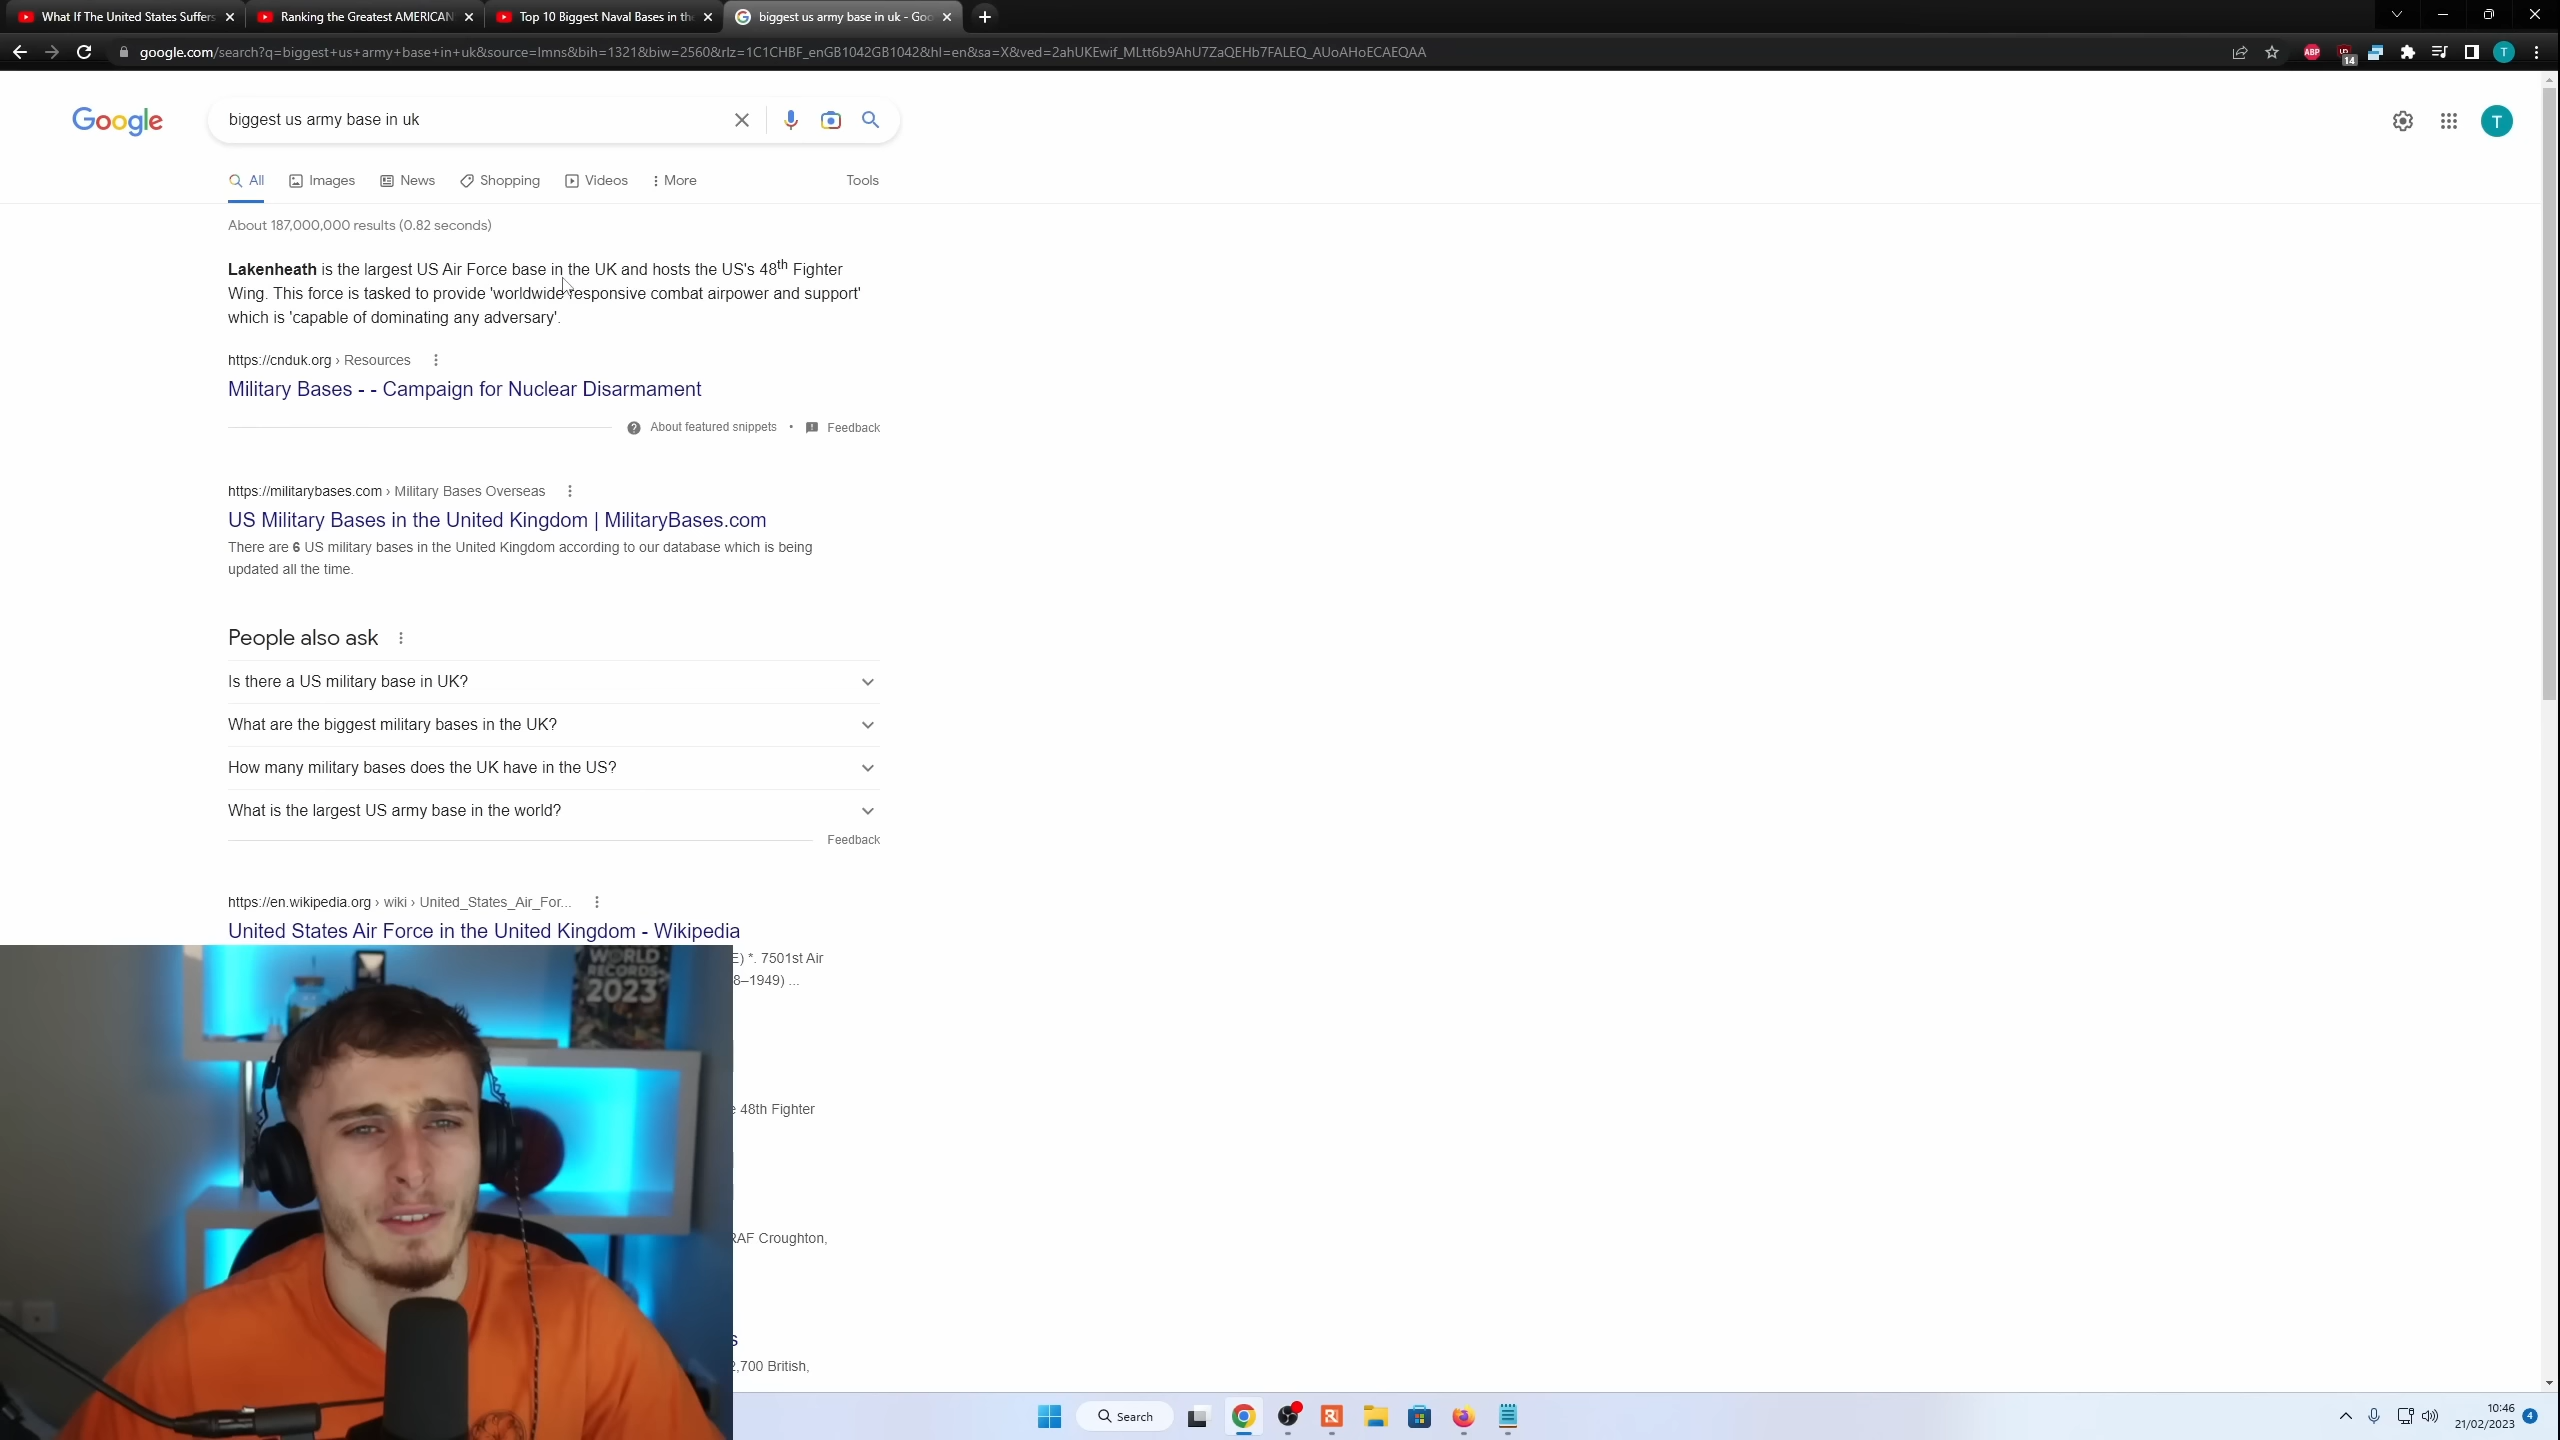 What If The United States Suffers
Ranking the Greatest AMERICAN
Top 10 Biggest Naval Bases in the
biggest us army base in uk - Goo
google.com/search?q=biggest+us+army+base+in+uk&source=lmns&bih=1321&biw=2560&rlz=1C1CHBF_enGB1042GB1042&hl=en&sa=X&ved=2ahUKEwif_MLtt6b9AhU7ZaQEHb7FALEQ_AUoAHoECAEQAA
ABP
14
T
Google
biggest us army base in uk
T
All
Images
News
Shopping
Videos
More
Tools
About 187,000,000 results (0.82 seconds)
Lakenheath is the largest US Air Force base in the UK and hosts the US's 48th Fighter
Wing. This force is tasked to provide 'worldwide responsive combat airpower and support'
which is 'capable of dominating any adversary'.
https://cnduk.org › Resources
Military Bases - - Campaign for Nuclear Disarmament
About featured snippets • Feedback
https://militarybases.com › Military Bases Overseas
US Military Bases in the United Kingdom | MilitaryBases.com
There are 6 US military bases in the United Kingdom according to our database which is being
updated all the time.
People also ask
Is there a US military base in UK?
What are the biggest military bases in the UK?
How many military bases does the UK have in the US?
What is the largest US army base in the world?
Feedback
https://en.wikipedia.org › wiki › United_States_Air_For...
United States Air Force in the United Kingdom - Wikipedia
E) *. 7501st Air
8–1949) ...
WORLD
RECORDS
2023
48th Fighter
RAF Croughton,
s
2,700 British,
Search
10:46
21/02/2023
4